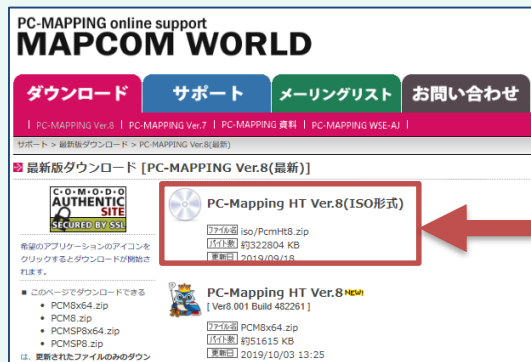 PC-MAPPING online support
MAPCOM WORLD
ダウンロード
サポート
メーリングリスト
お問い合わせ
| PC-MAPPING Ver.8 | PC-MAPPING Ver.7 | PC-MAPPING 資料 | PC-MAPPING WSE-AJ |
サポート > 最新版ダウンロード > PC-MAPPING Ver.8(最新)
最新版ダウンロード [PC-MAPPING Ver.8(最新)]
C·O·M·O·D·O
AUTHENTIC
SITE
SECURED BY SSL
希望のアプリケーションのアイコンを
クリックするとダウンロードが開始さ
れます。
■ このページでダウンロードできる
• PCM8x64.zip
• PCM8.zip
• PCMSP8x64.zip
• PCMSP8.zip
は、更新されたファイルのみのダウン
PC-Mapping HT Ver.8(ISO形式)
ファイル名 iso/PcmHt8.zip
バイト数 約322804 KB
更新日 2019/09/18
PC-Mapping HT Ver.8 NEW!
[ Ver8.001 Build 482261 ]
ファイル名 PCM8x64.zip
バイト数 約51615 KB
更新日 2019/10/03 13:25